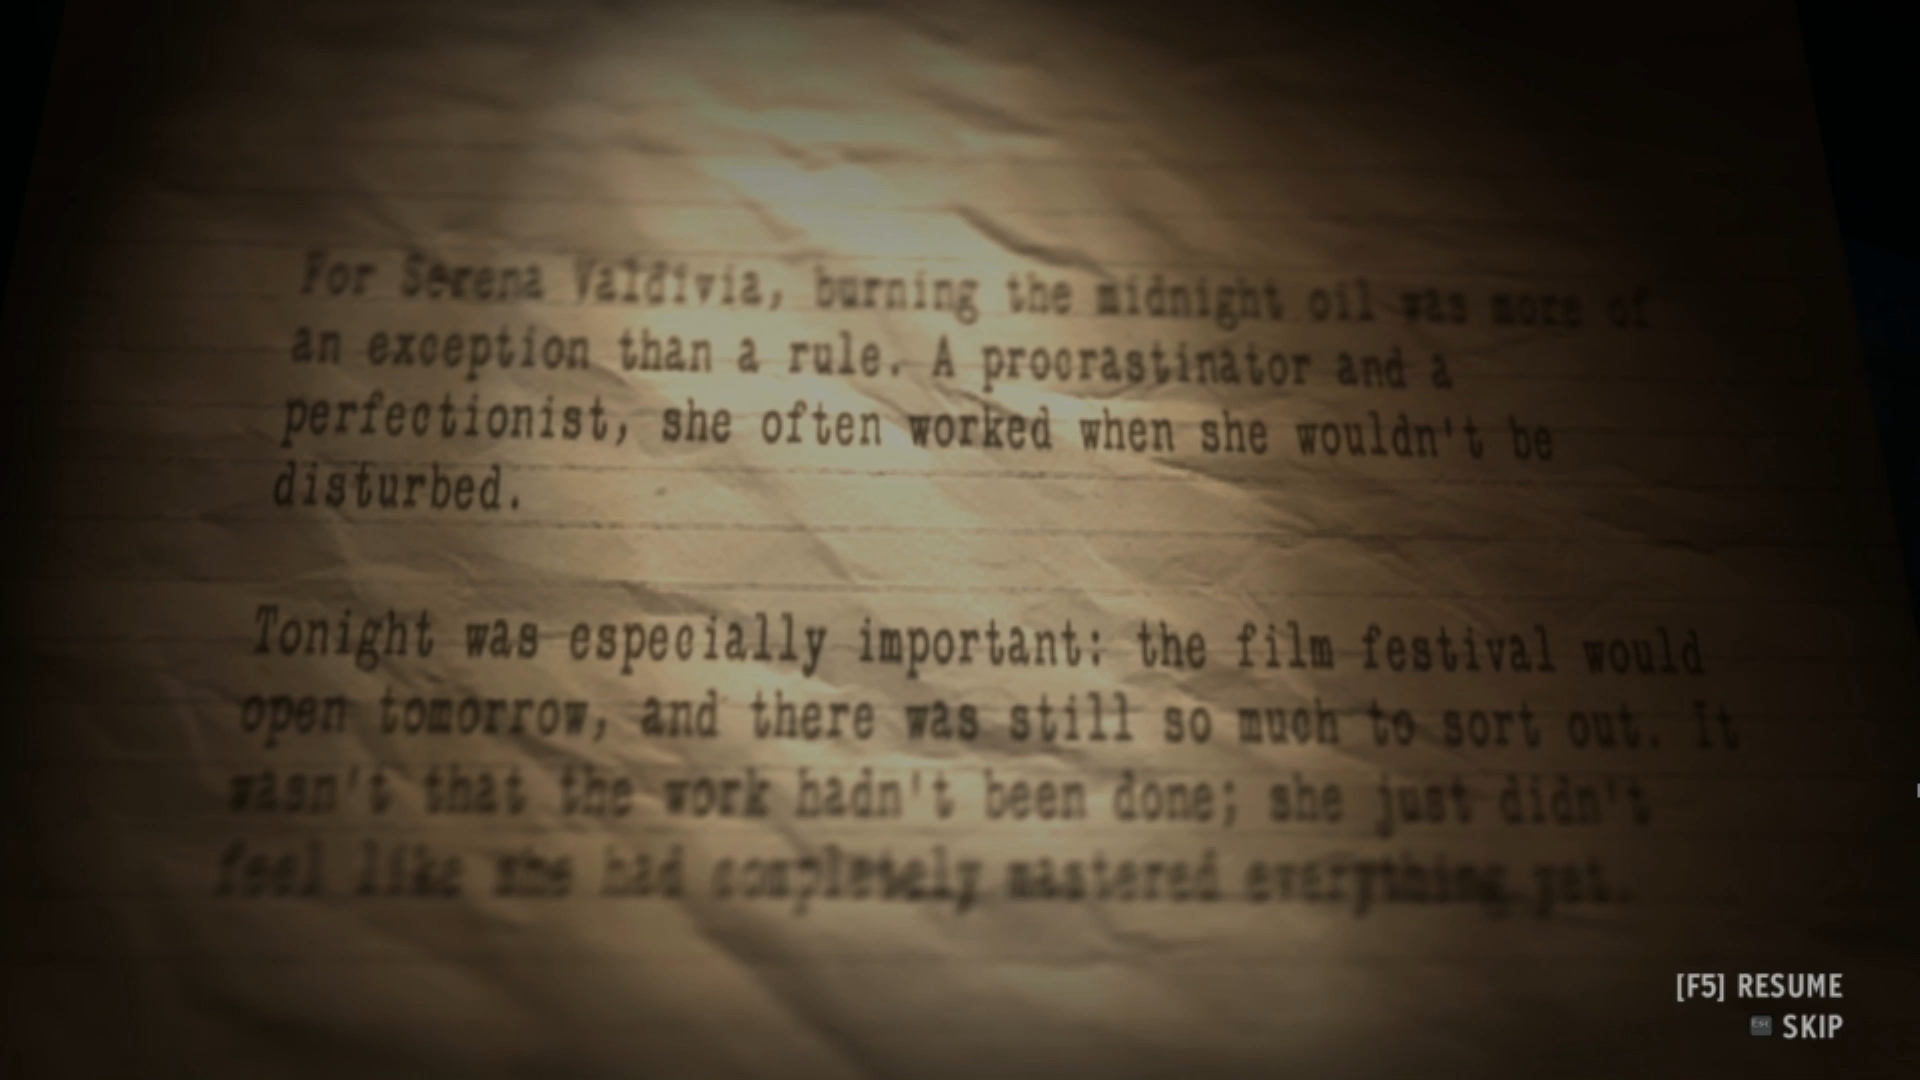 For Serena Valdivia, burning the midnight oil was more of
an exception than a rule. A procrastinator and a
perfectionist, she often worked when she wouldn't be
disturbed.
Tonight was especially important: the film festival would
open tomorrow, and there was still so much to sort out. It
wasn't that the work hadn't been done; she just didn't
feel like she had completely mastered everything yet.
[F5] RESUME
Esc SKIP